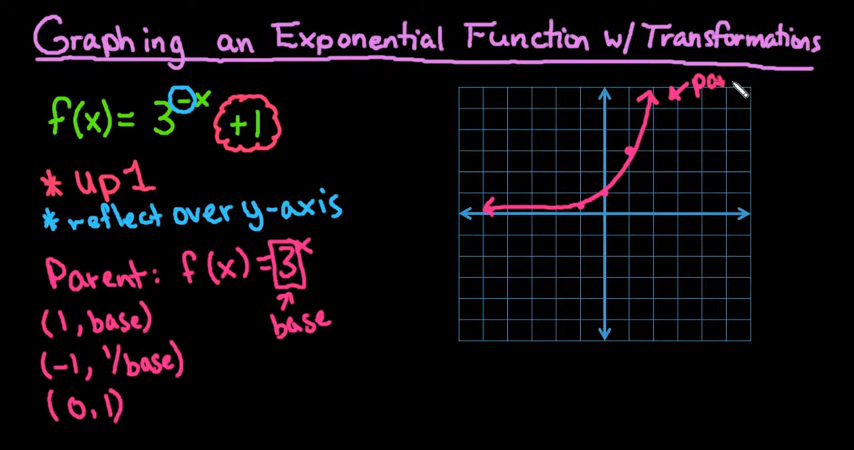 Graphing an Exponential Function w/ Transformations
f(x) = 3^-x +1
* up 1
* reflect over y-axis
Parent: f(x) = 3^x
base
(1, base)
(-1, 1/base)
(0, 1)
par